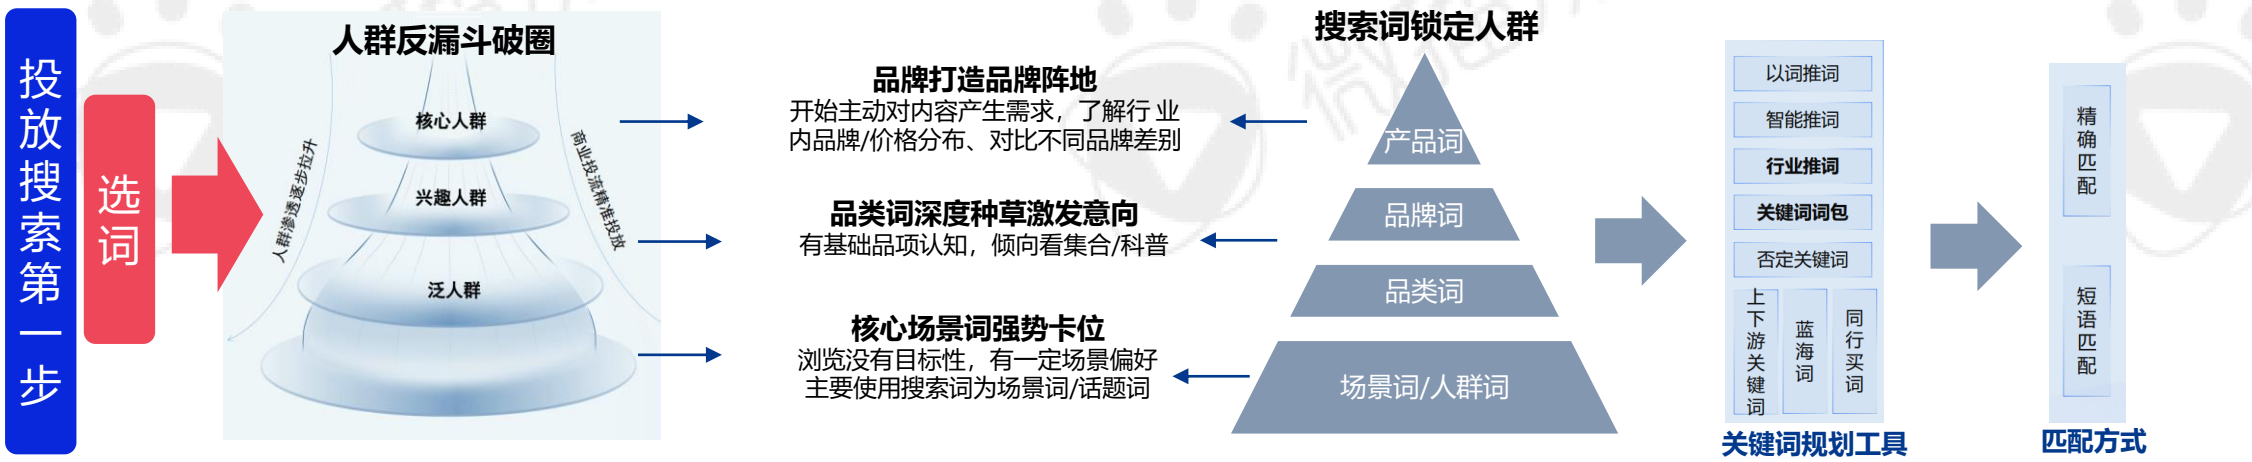 投放搜索第一步
选词
人群反漏斗破圈
核心人群
兴趣人群
泛人群
人群渗透逐步拉升
商业投流精准投放
品牌打造品牌阵地
开始主动对内容产生需求，了解行 业
内品牌/价格分布、对比不同品牌差别
品类词深度种草激发意向
有基础品项认知，倾向看集合/科普
核心场景词强势卡位
浏览没有目标性，有一定场景偏好
主要使用搜索词为场景词/话题词
搜索词锁定人群
产品词
品牌词
品类词
场景词/人群词
以词推词
智能推词
行业推词
关键词词包
否定关键词
上下游关键词
蓝海词
同行买词
关键词规划工具
精确匹配
短语匹配
匹配方式